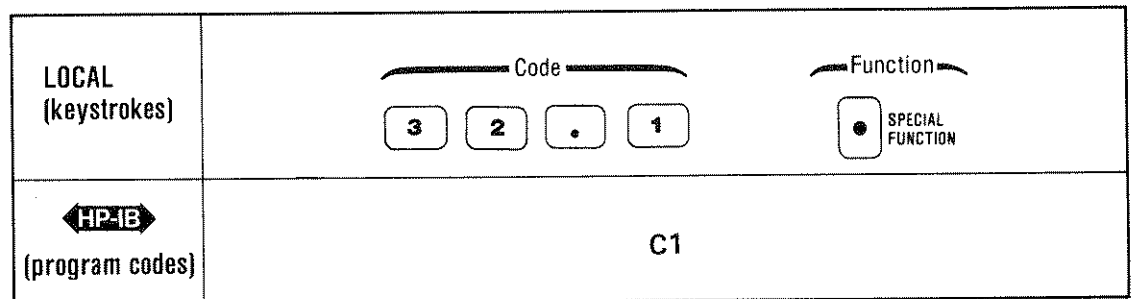 LOCAL
(keystrokes)
Code
Function
3 2 . 1
SPECIAL
FUNCTION
HP-IB
(program codes)
C1